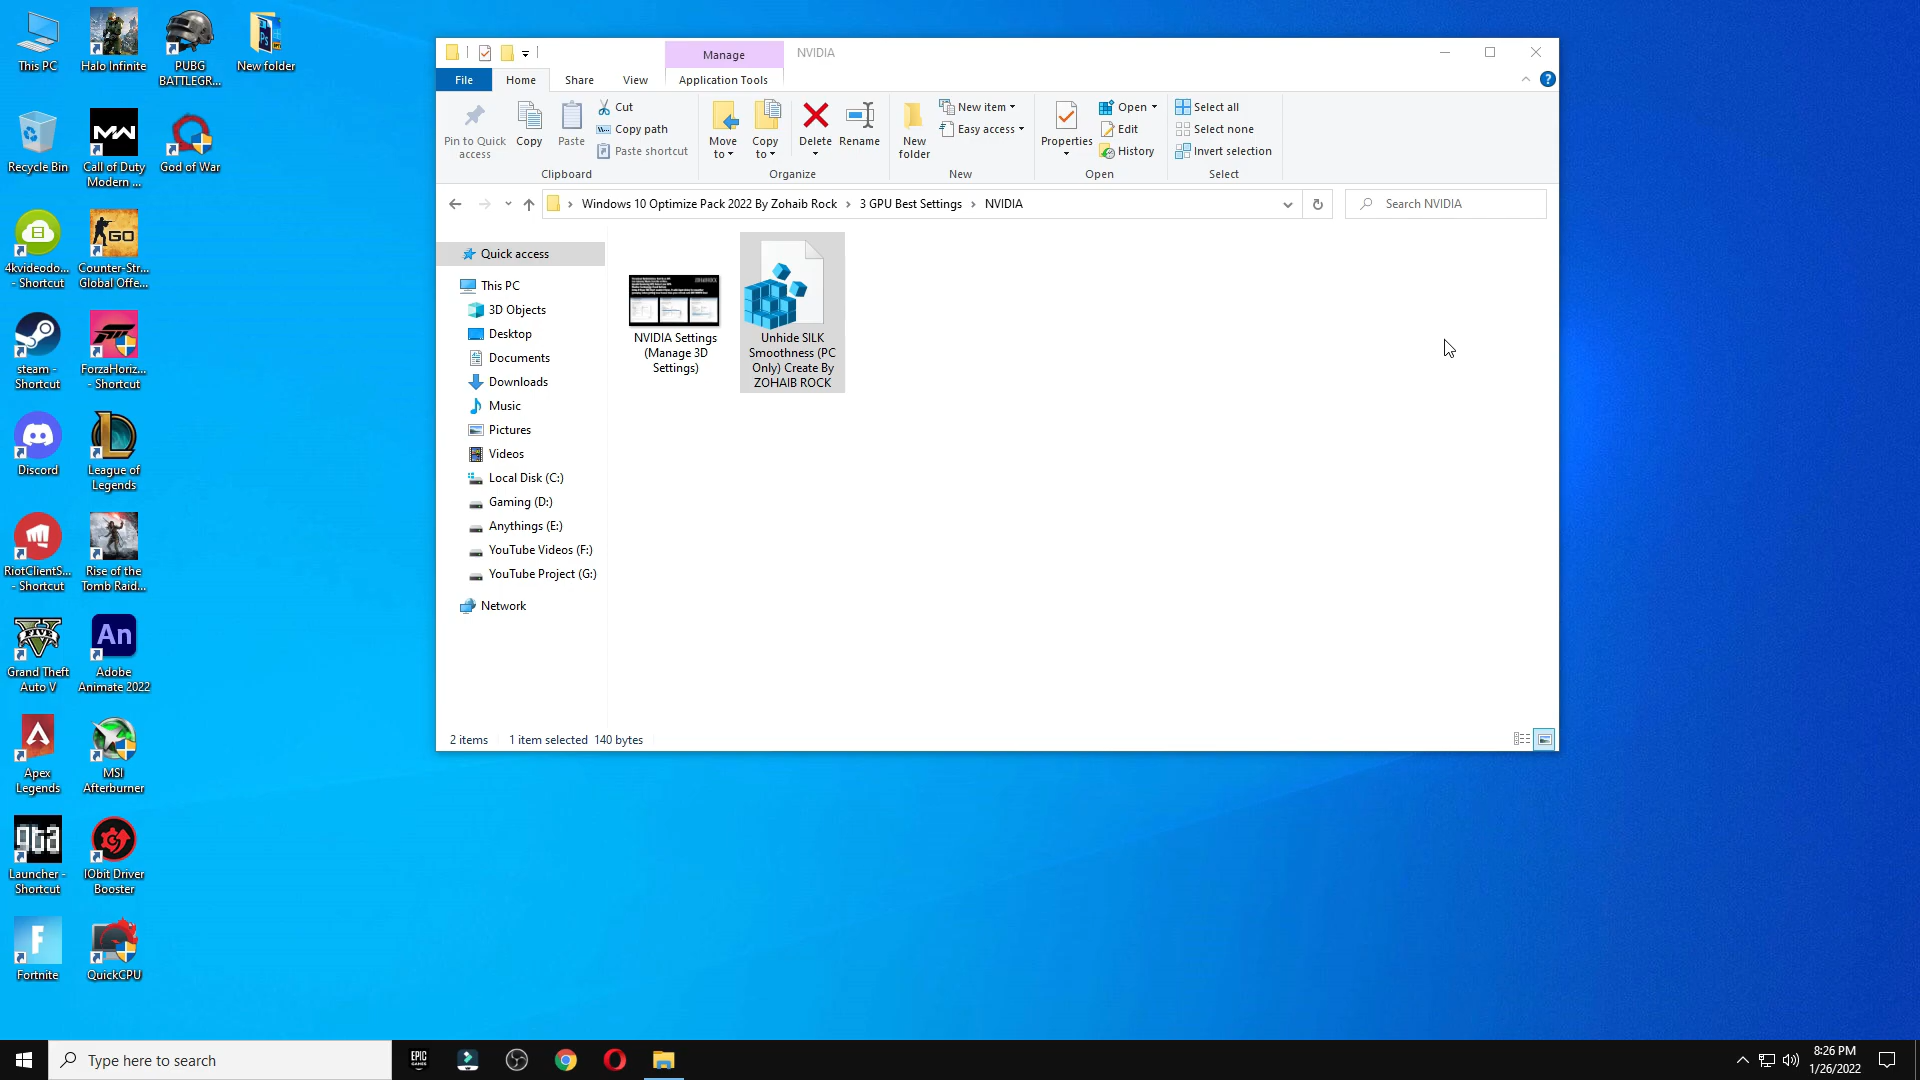 This PC
Halo Infinite
PUBG
BATTLEGR...
New folder
Recycle Bin
Call of Duty
Modern ...
God of War
4kvideodo...
- Shortcut
Counter-Str...
Global Offe...
steam -
Shortcut
ForzaHoriz...
- Shortcut
Discord
League of
Legends
RiotClientS...
- Shortcut
Rise of the
Tomb Raid...
Grand Theft
Auto V
Adobe
Animate 2022
Apex
Legends
MSI
Afterburner
Launcher -
Shortcut
IObit Driver
Booster
Fortnite
QuickCPU
MW
GO
FIVE
An
gta
F
Manage
NVIDIA
File
Home
Share
View
Application Tools
?
Pin to Quick
access
Copy
Paste
Cut
Copy path
Paste shortcut
Clipboard
Move
to
Copy
to
Delete
Rename
Organize
New
folder
New item
Easy access
New
Properties
Open
Edit
History
Open
Select all
Select none
Invert selection
Select
Windows 10 Optimize Pack 2022 By Zohaib Rock
3 GPU Best Settings
NVIDIA
Search NVIDIA
Quick access
This PC
3D Objects
Desktop
Documents
Downloads
Music
Pictures
Videos
Local Disk (C:)
Gaming (D:)
Anythings (E:)
YouTube Videos (F:)
YouTube Project (G:)
Network
NVIDIA Settings
(Manage 3D
Settings)
Unhide SILK
Smoothness (PC
Only) Create By
ZOHAIB ROCK
2 items
1 item selected 140 bytes
Type here to search
EPIC
GAMES
8:26 PM
1/26/2022